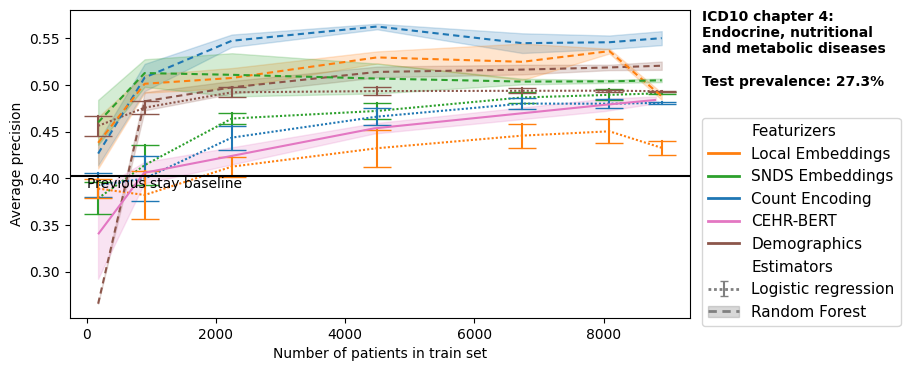 ICD10 chapter 4:
Endocrine, nutritional
and metabolic diseases
Test prevalence: 27.3%
0.55
0.50
0.45
0.40
0.35
0.30
Average precision
Previous stay baseline
0
2000
4000
6000
8000
Number of patients in train set
Featurizers
Local Embeddings
SNDS Embeddings
Count Encoding
CEHR-BERT
Demographics
Estimators
Logistic regression
Random Forest